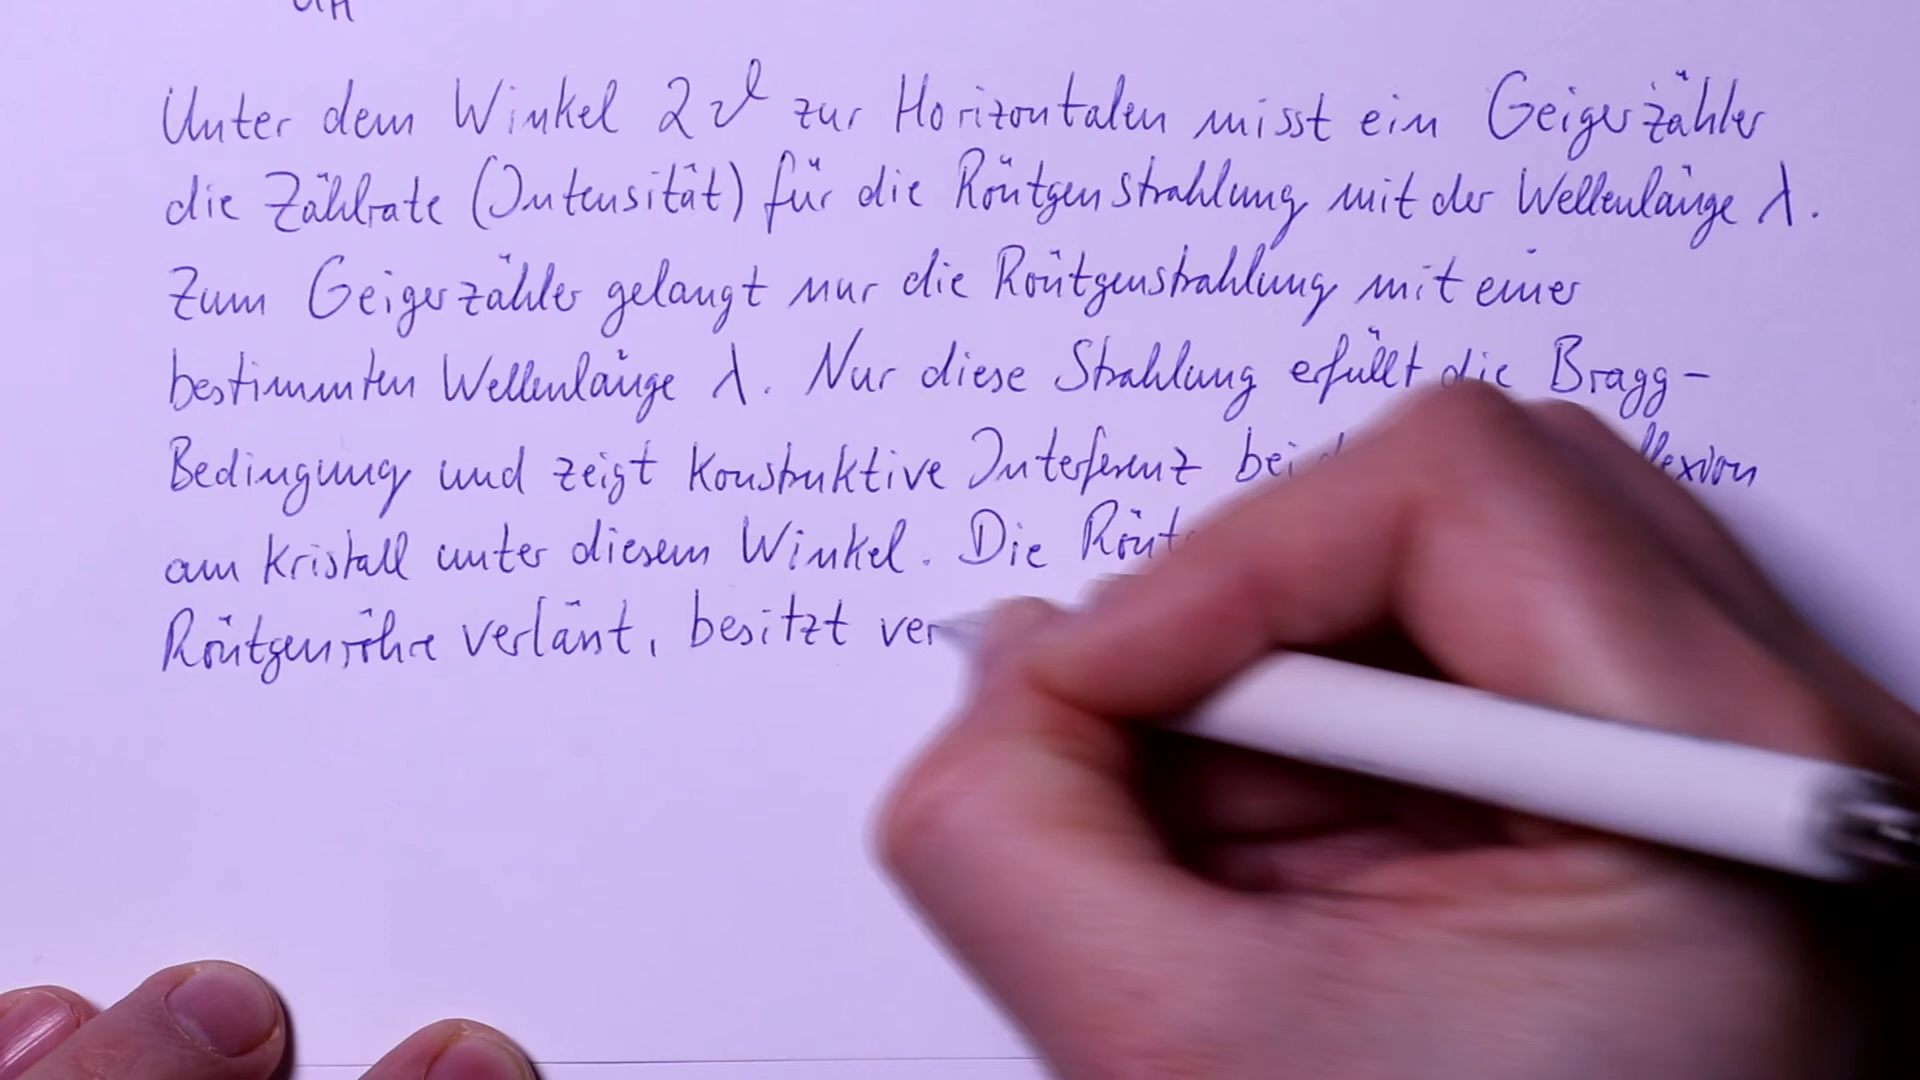 Unter dem Winkel 2ϑ zur Horizontalen misst ein Geigerzähler
die Zählrate (Intensität) für die Röntgenstrahlung mit der Wellenlänge λ.
Zum Geigerzähler gelangt nur die Röntgenstrahlung mit einer
bestimmten Wellenlänge λ. Nur diese Strahlung erfüllt die Bragg-
Bedingung und zeigt konstruktive Interferenz bei
am Kristall unter diesem Winkel. Die
Röntgenröhre verlässt, besitzt ver